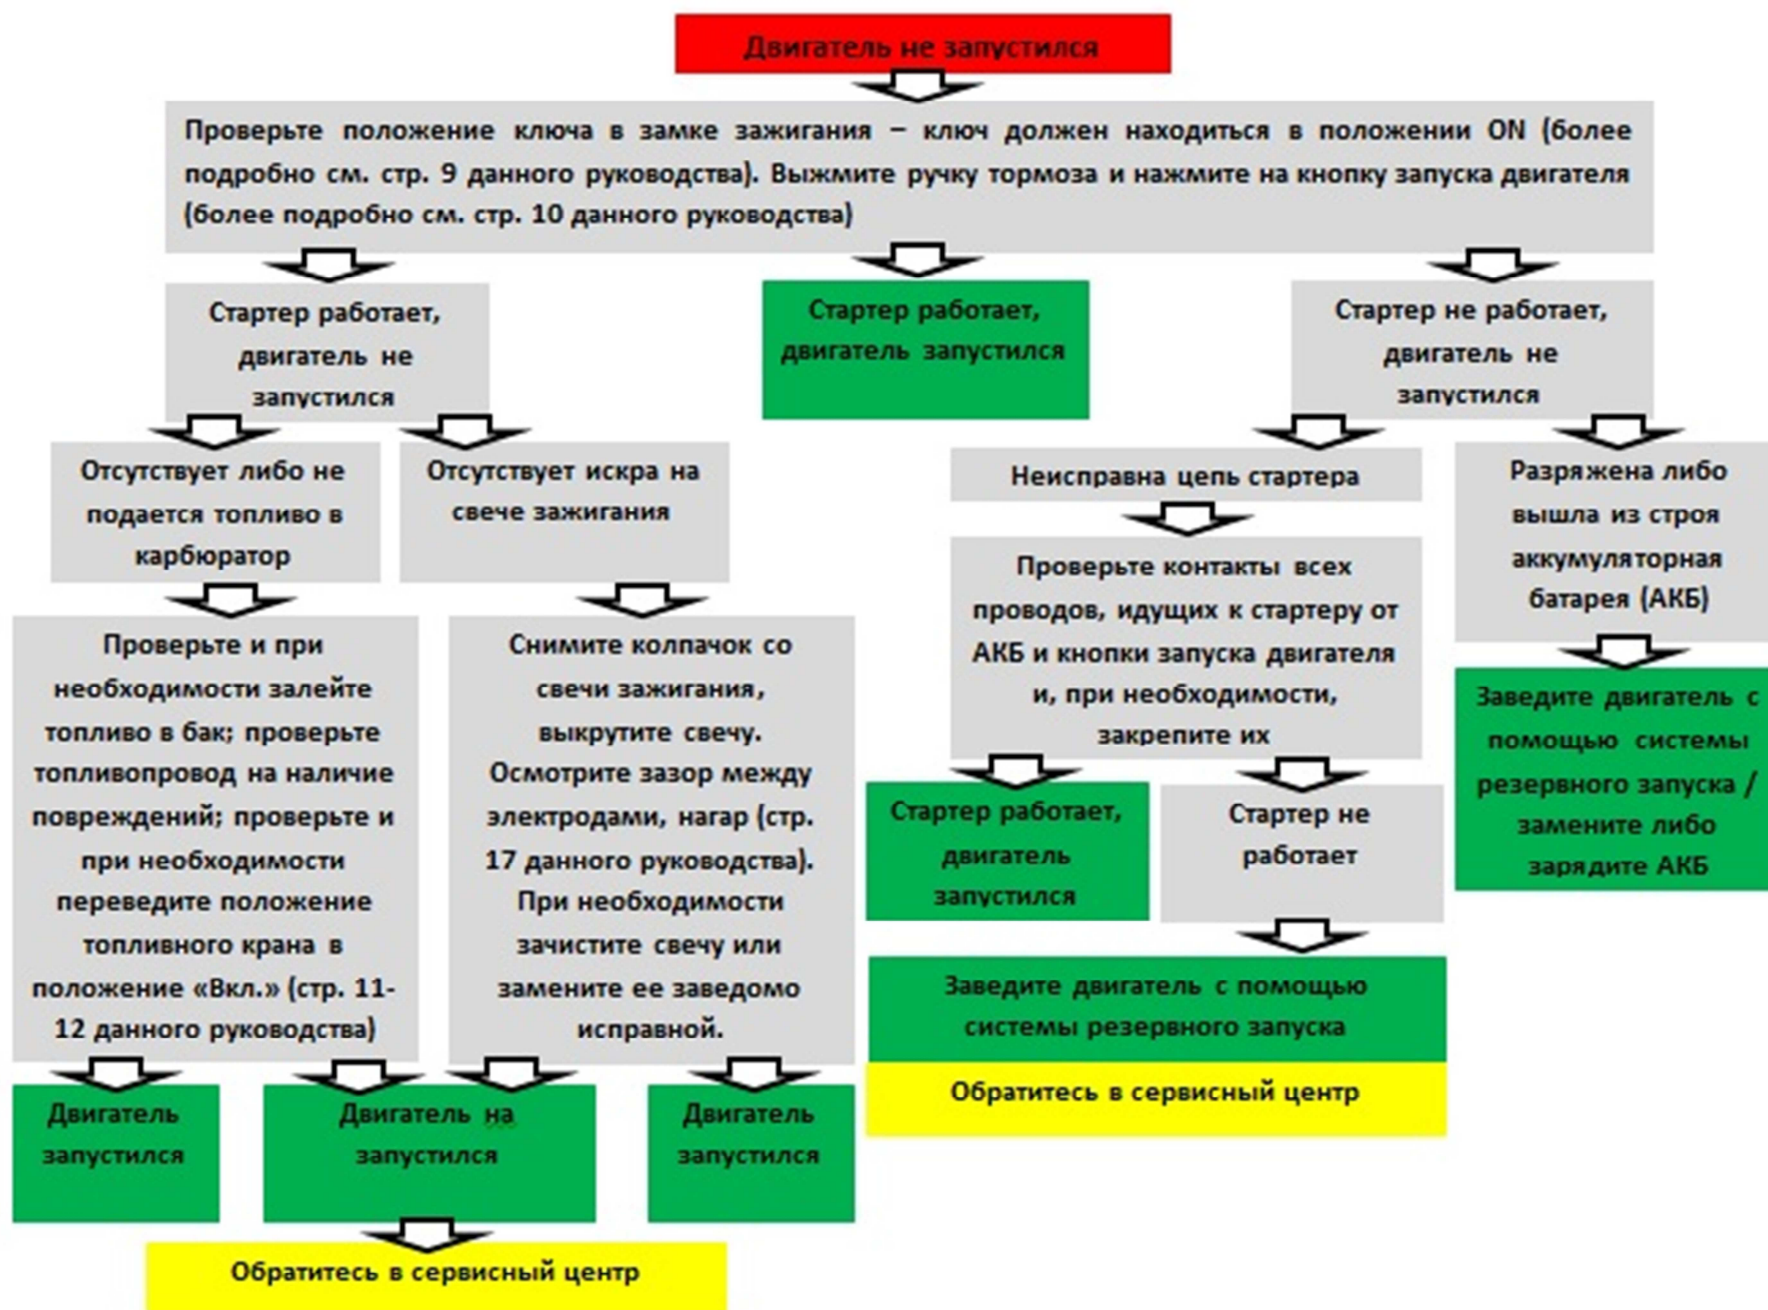 Двигатель не запустился
Проверьте положение ключа в замке зажигания – ключ должен находиться в положении ON (более
подробно см. стр. 9 данного руководства). Выжмите ручку тормоза и нажмите на кнопку запуска двигателя
(более подробно см. стр. 10 данного руководства)
Стартер работает,
двигатель не
запустился
Стартер работает,
двигатель запустился
Стартер не работает,
двигатель не
запустился
Отсутствует либо не
подается топливо в
карбюратор
Отсутствует искра на
свече зажигания
Неисправна цепь стартера
Разряжена либо
вышла из строя
аккумуляторная
батарея (АКБ)
Проверьте и при
необходимости залейте
топливо в бак; проверьте
топливопровод на наличие
повреждений; проверьте и
при необходимости
переведите положение
топливного крана в
положение «Вкл.» (стр. 11-
12 данного руководства)
Снимите колпачок со
свечи зажигания,
выкрутите свечу.
Осмотрите зазор между
электродами, нагар (стр.
17 данного руководства).
При необходимости
зачистите свечу или
замените ее заведомо
исправной.
Проверьте контакты всех
проводов, идущих к стартеру от
АКБ и кнопки запуска двигателя
и, при необходимости,
закрепите их
Заведите двигатель с
помощью системы
резервного запуска /
замените либо
зарядите АКБ
Стартер работает,
двигатель
запустился
Стартер не
работает
Заведите двигатель с помощью
системы резервного запуска
Обратитесь в сервисный центр
Двигатель
запустился
Двигатель на
запустился
Двигатель
запустился
Обратитесь в сервисный центр